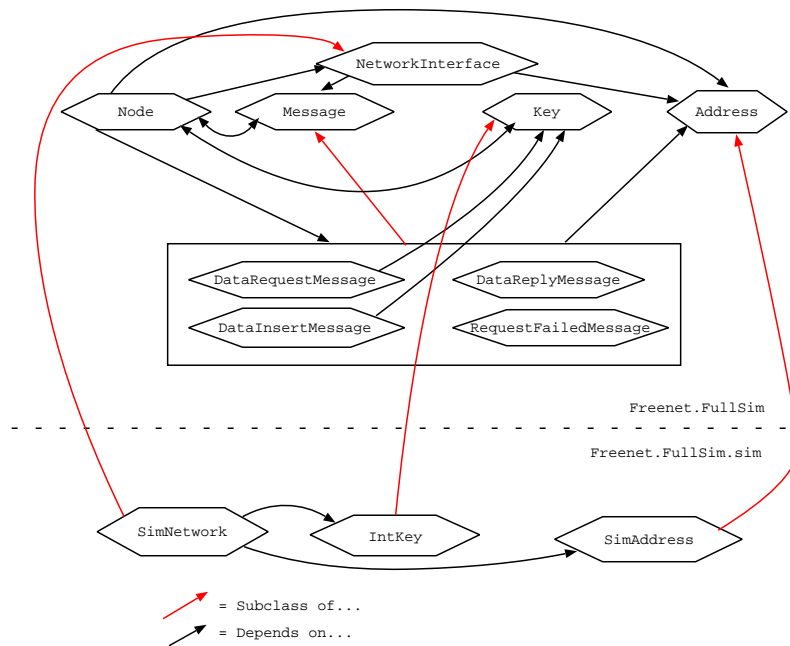 NetworkInterface
Node
Message
Key
Address
DataRequestMessage
DataReplyMessage
DataInsertMessage
RequestFailedMessage
Freenet.FullSim
Freenet.FullSim.sim
SimNetwork
IntKey
SimAddress
= Subclass of...
= Depends on...